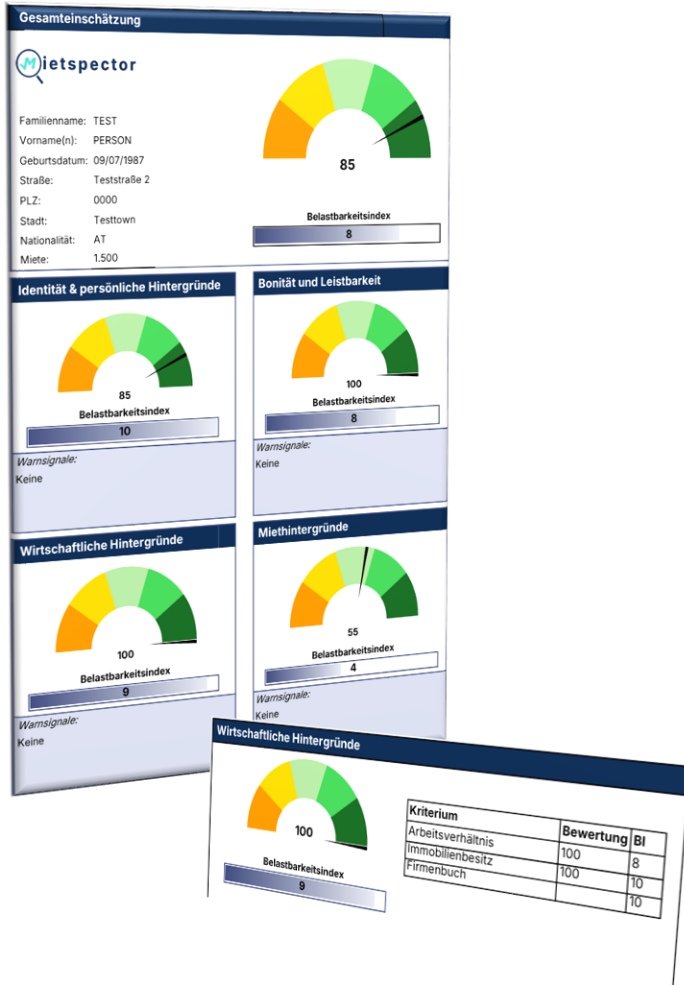 Gesamteinschätzung
Mietspector
Familienname: TEST
Vorname(n): PERSON
Geburtsdatum: 09/07/1987
Straße: Teststraße 2
PLZ: 0000
Stadt: Testtown
Nationalität: AT
Miete: 1.500
85
Belastbarkeitsindex
8
Identität & persönliche Hintergründe
85
Belastbarkeitsindex
10
Warnsignale:
Keine
Bonität und Leistbarkeit
100
Belastbarkeitsindex
8
Warnsignale:
Keine
Wirtschaftliche Hintergründe
100
Belastbarkeitsindex
9
Warnsignale:
Keine
Miethintergründe
55
Belastbarkeitsindex
4
Warnsignale:
Keine
Wirtschaftliche Hintergründe
100
Belastbarkeitsindex
9
Kriterium Bewertung BI
Arbeitsverhältnis 100 8
Immobilienbesitz 100 10
Firmenbuch 10